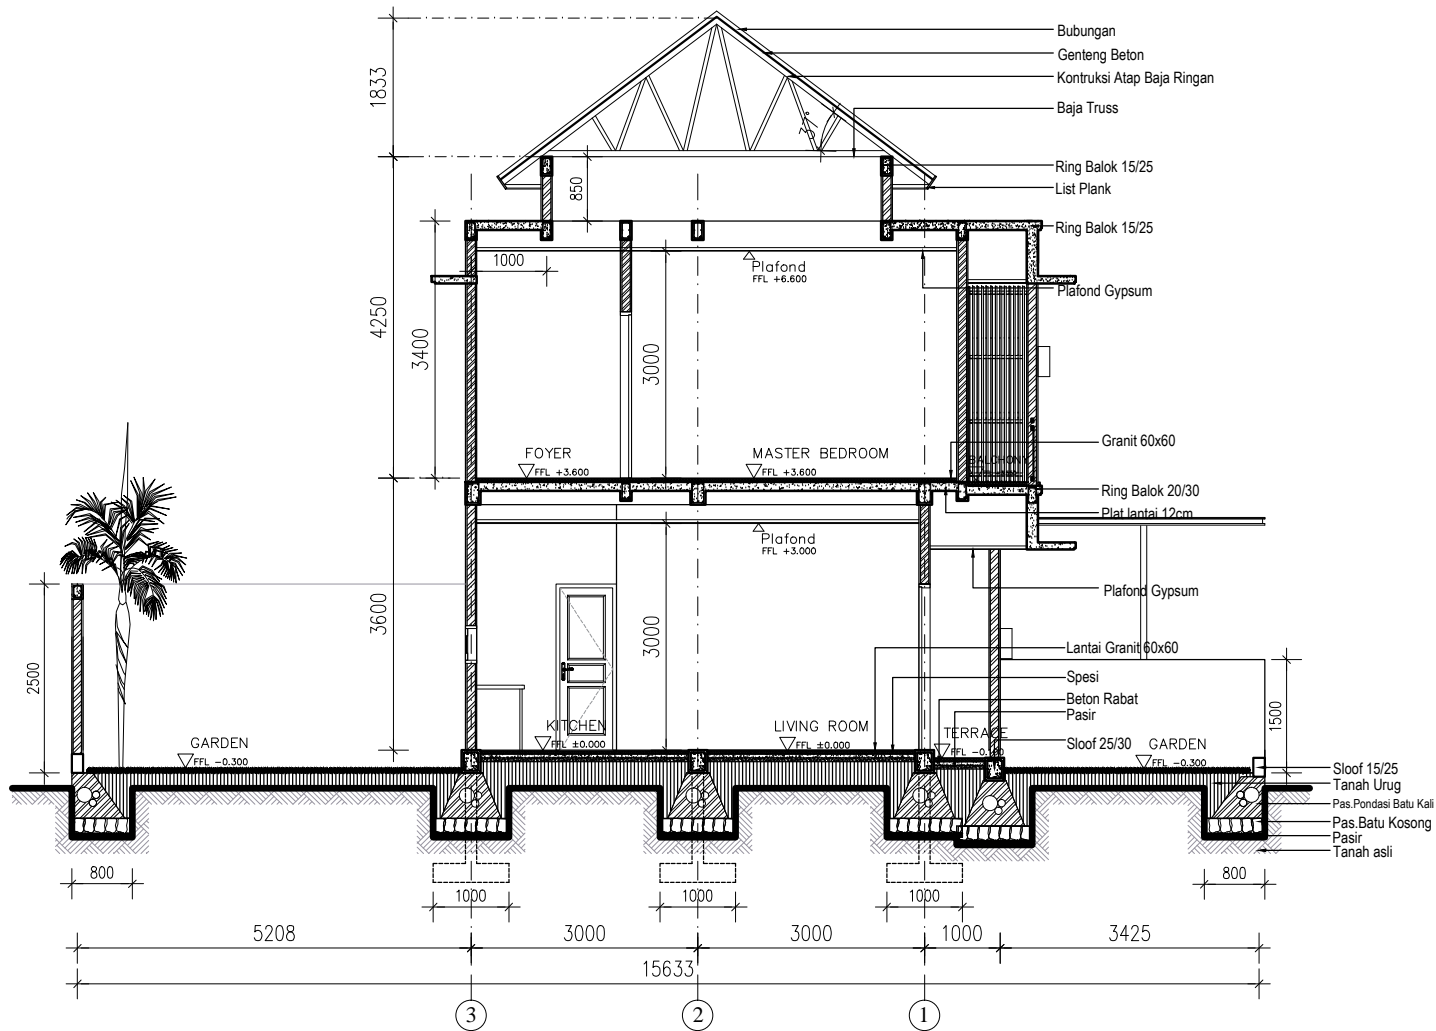 Bubungan
Genteng Beton
Kontruksi Atap Baja Ringan
Baja Truss
1833
37°
Ring Balok 15/25
List Plank
850
Ring Balok 15/25
1000
Plafond
FFL +6.600
Plafond Gypsum
4250
3400
3000
Granit 60x60
FOYER
FFL +3.600
MASTER BEDROOM
FFL +3.600
BALCHONY
Ring Balok 20/30
Plat lantai 12cm
Plafond
FFL +3.000
Plafond Gypsum
3600
3000
2500
Lantai Granit 60x60
Spesi
Beton Rabat
Pasir
1500
KITCHEN
FFL ±0.000
LIVING ROOM
FFL ±0.000
TERRACE
Sloof 25/30
GARDEN
FFL -0.300
GARDEN
FFL -0.300
Sloof 15/25
Tanah Urug
Pas.Pondasi Batu Kali
Pas.Batu Kosong
Pasir
Tanah asli
800
1000
1000
1000
800
5208
3000
3000
1000
3425
15633
3
2
1